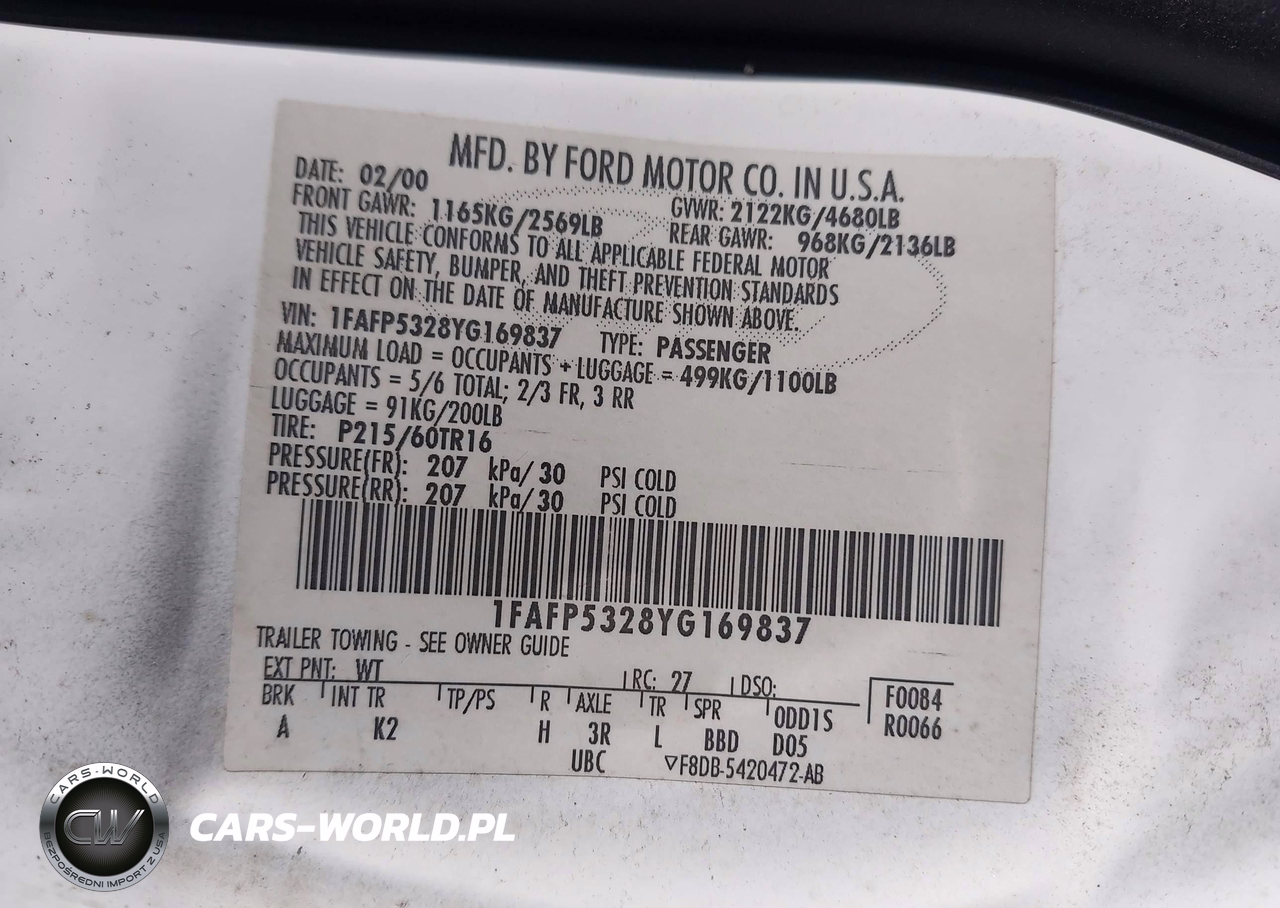 MFD. BY FORD MOTOR CO. IN U.S.A.
DATE: 02/00 GVWR: 2122KG/4680LB
FRONT GAWR: 1165KG/2569LB REAR GAWR: 968KG/2136LB
THIS VEHICLE CONFORMS TO ALL APPLICABLE FEDERAL MOTOR
VEHICLE SAFETY, BUMPER, AND THEFT PREVENTION STANDARDS
IN EFFECT ON THE DATE OF MANUFACTURE SHOWN ABOVE.
VIN: 1FAFP5328YG169837 TYPE: PASSENGER
MAXIMUM LOAD = OCCUPANTS + LUGGAGE = 499KG/1100LB
OCCUPANTS = 5/6 TOTAL; 2/3 FR, 3 RR
LUGGAGE = 91KG/200LB
TIRE: P215/60TR16
PRESSURE(FR): 207 kPa/ 30 PSI COLD
PRESSURE(RR): 207 kPa/ 30 PSI COLD
1FAFP5328YG169837
TRAILER TOWING - SEE OWNER GUIDE
EXT PNT: WT RC: 27 DSO: F0084
BRK INT TR TP/PS R AXLE TR SPR ODD1S R0066
A K2 H 3R L BBD D05
UBC ▽F8DB-5420472-AB
CARS-WORLD
CW
BEZPOŚREDNI IMPORT Z USA
CARS-WORLD.PL